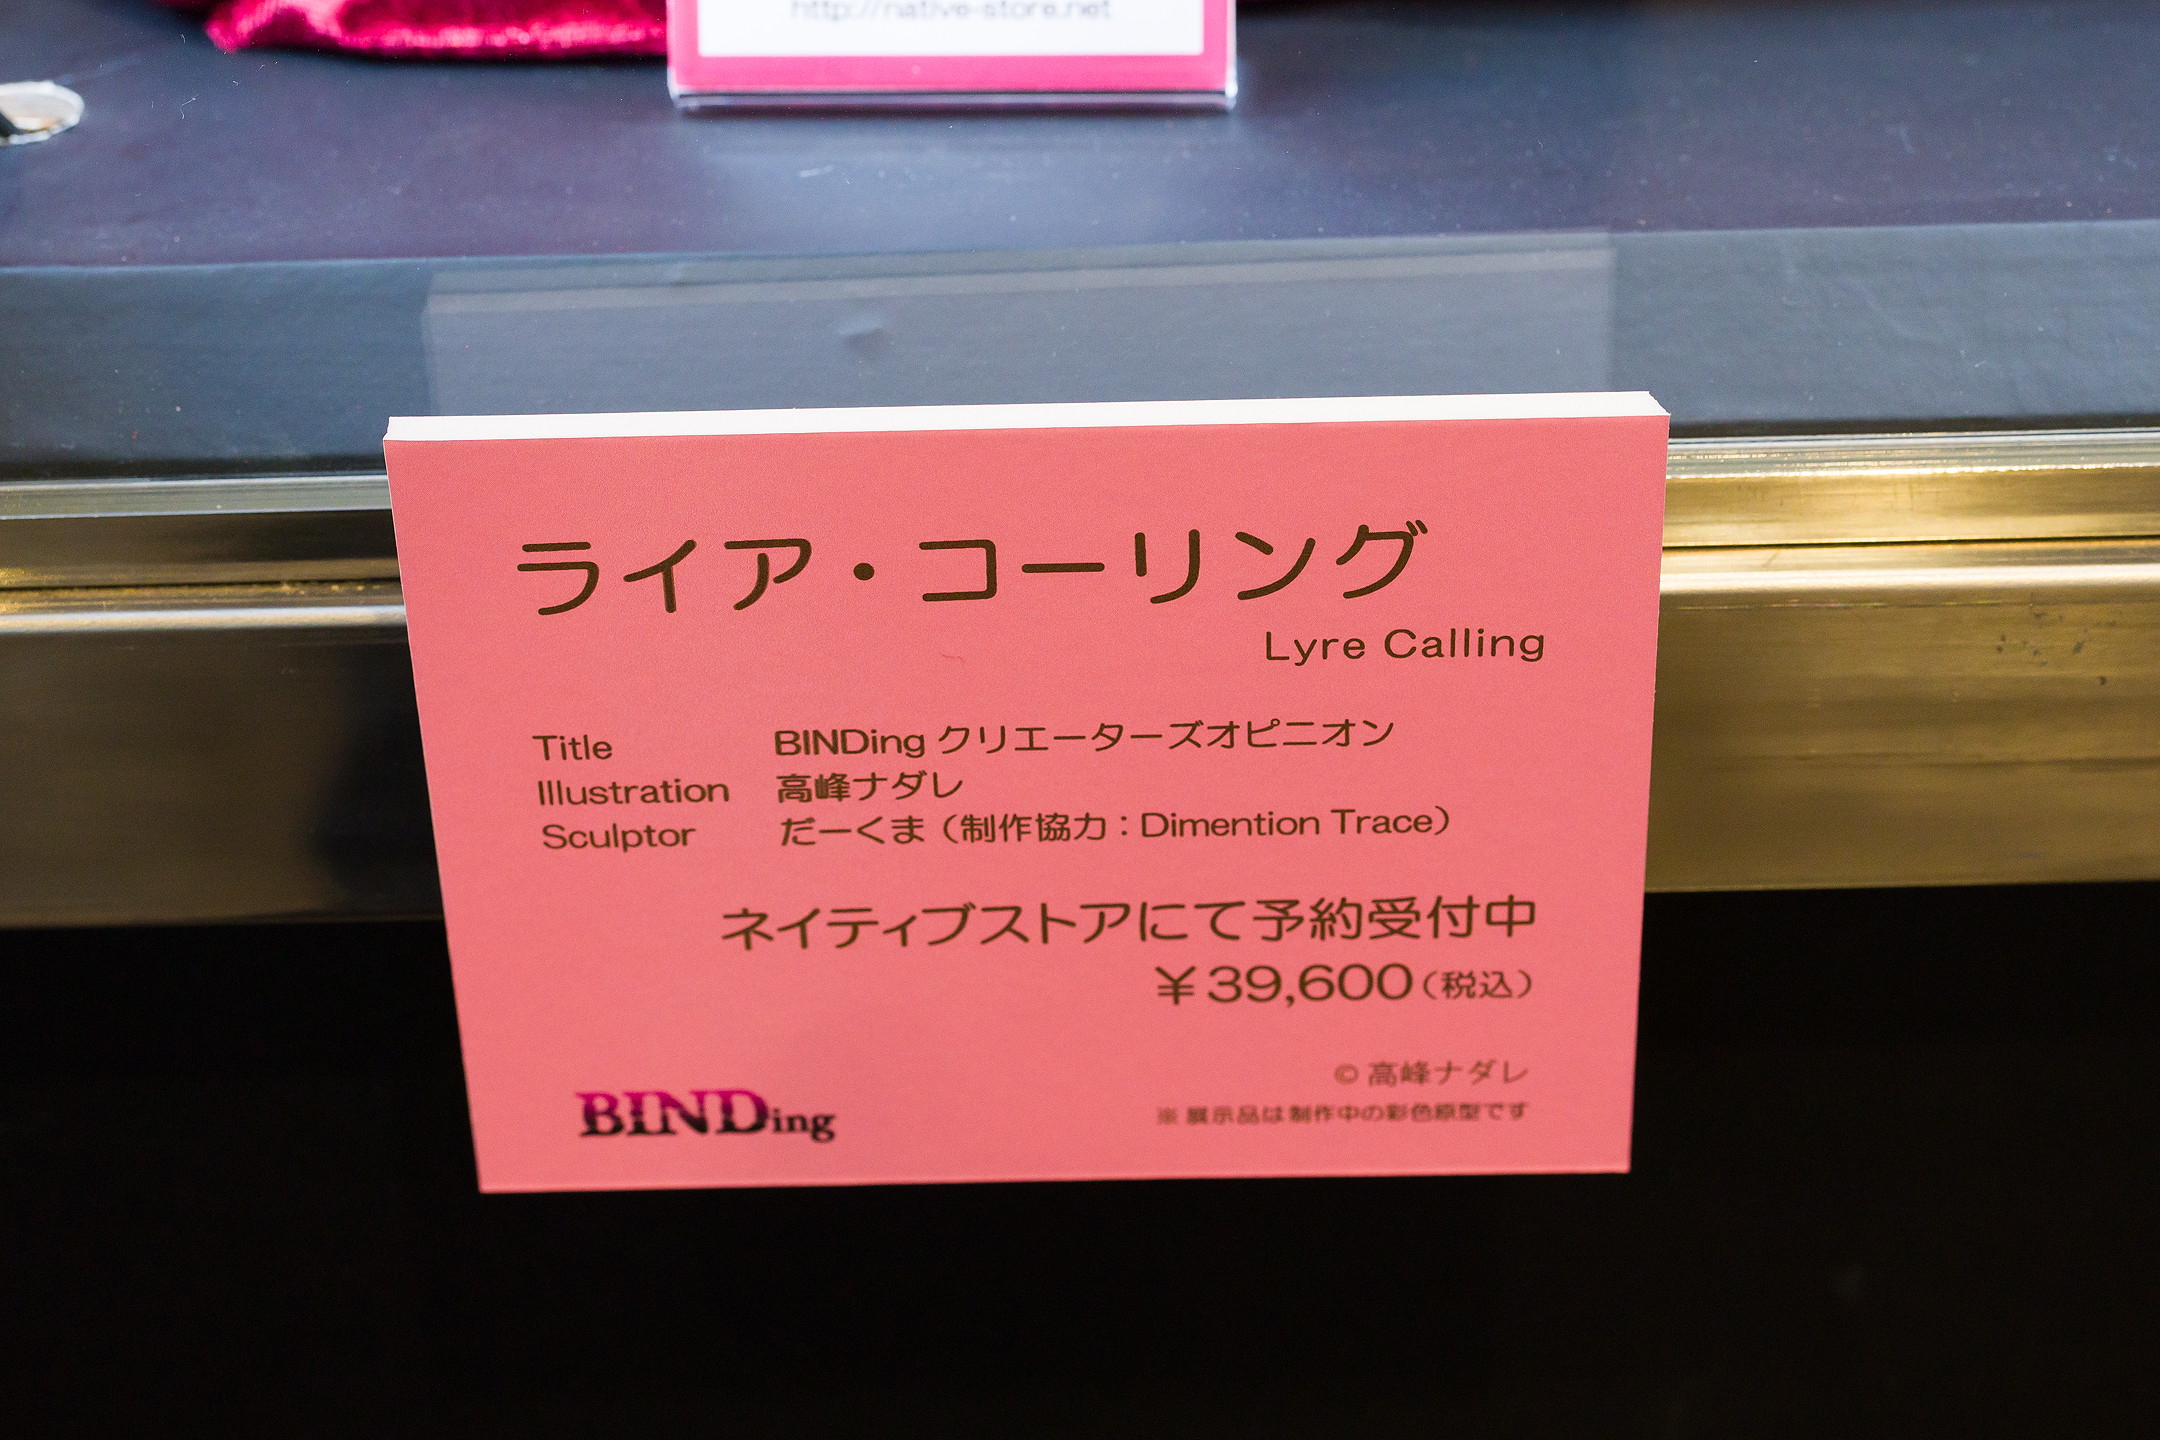 http://native-store.net
ライア・コーリング
Lyre Calling
Title BINDing クリエーターズオピニオン
Illustration 高峰ナダレ
Sculptor だーくま（制作協力：Dimention Trace）
ネイティブストアにて予約受付中
￥39,600（税込）
© 高峰ナダレ
※ 展示品は制作中の彩色原型です
BINDing